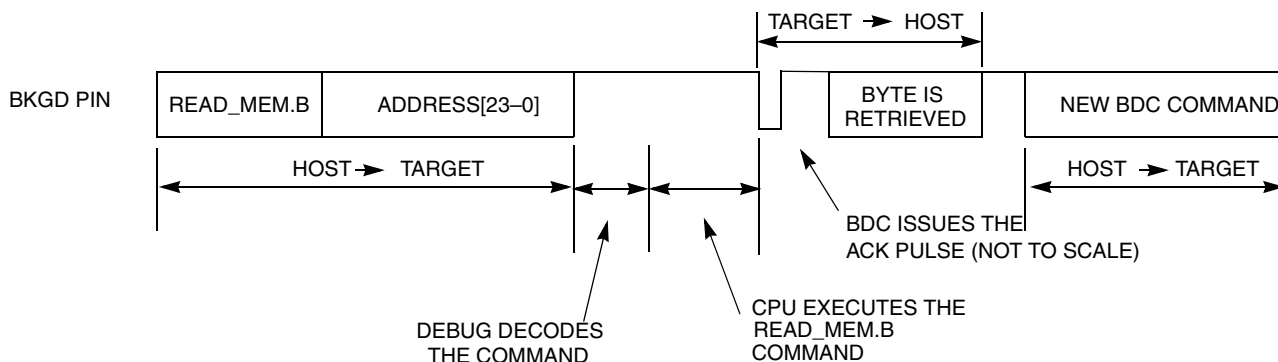 TARGET → HOST
BKGD PIN
READ_MEM.B
ADDRESS[23–0]
BYTE IS
RETRIEVED
NEW BDC COMMAND
HOST → TARGET
HOST → TARGET
BDC ISSUES THE
ACK PULSE (NOT TO SCALE)
DEBUG DECODES
THE COMMAND
CPU EXECUTES THE
READ_MEM.B
COMMAND